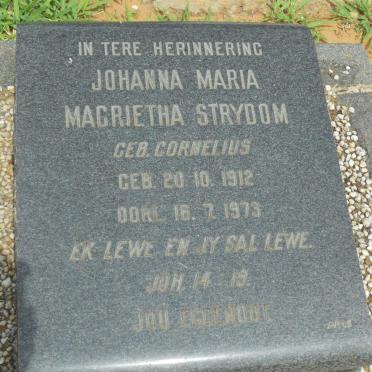 IN TERE HERINNERING
JOHANNA MARIA
MAGRIETHA STRYDOM
GEB. CORNELIUS
GEB. 20.10.1912
OORL. 16.7.1973
EK LEWE EN JY SAL LEWE.
JOH. 14:19.
JOU EGGENOOT